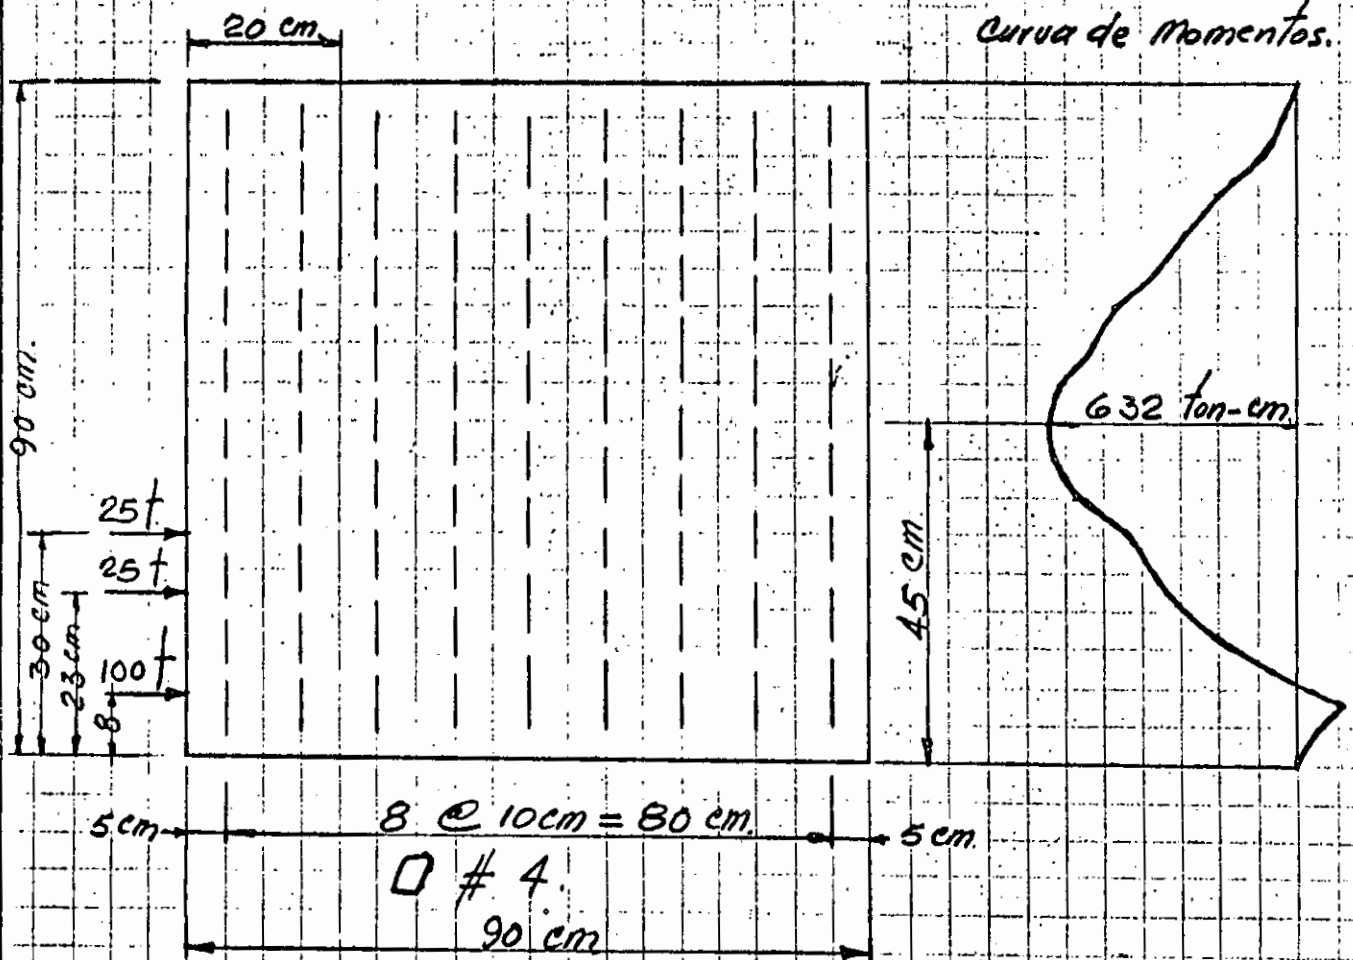 20 cm.
Curva de Momentos.
90 cm.
632 ton-cm.
25 t.
25 t
100 t
30 cm
23 cm
8
45 cm.
5 cm
8 @ 10 cm = 80 cm.
5 cm.
# 4.
90 cm